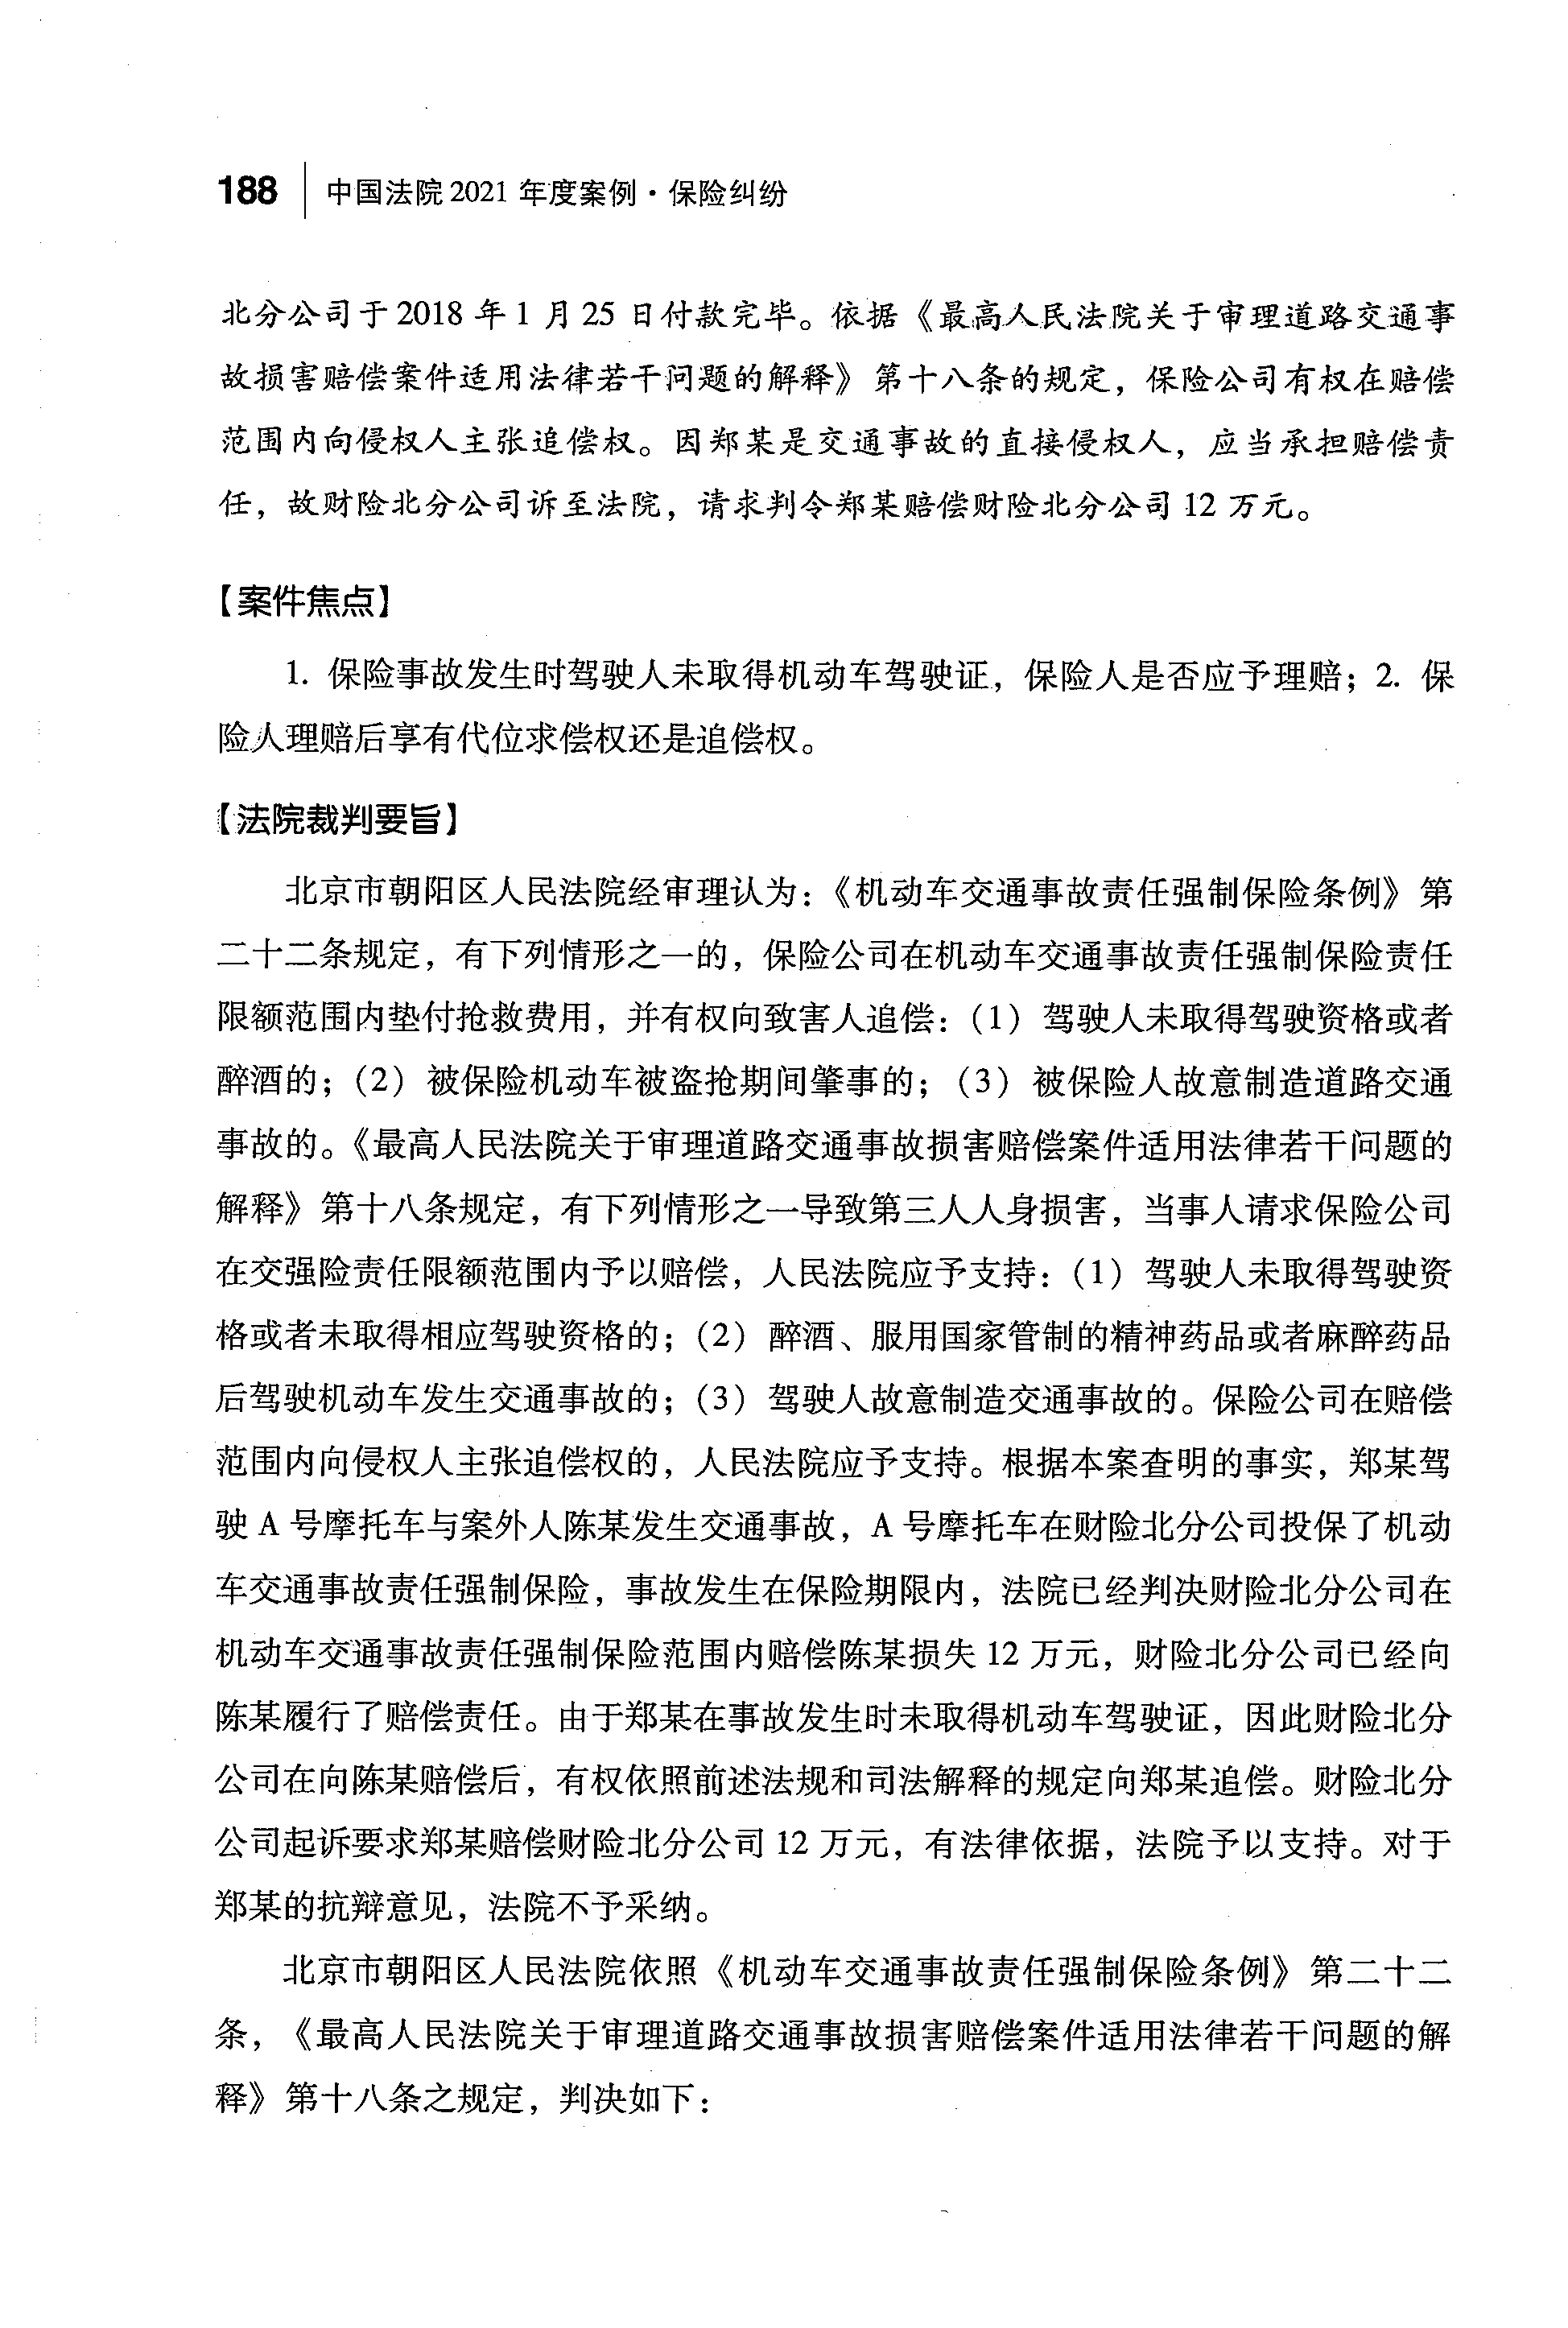 188 中国法院2021年度案例·保险纠纷
北分公司于2018年1月25日付款完毕。依据《最高人民法院关于审理道路交通事
故损害赔偿案件适用法律若干问题的解释》第十八条的规定，保险公司有权在赔偿
范围内向侵权人主张追偿权。因郑某是交通事故的直接侵权人，应当承担赔偿责
任，故财险北分公司诉至法院，请求判令郑某赔偿财险北分公司12万元。
【案件焦点】
1. 保险事故发生时驾驶人未取得机动车驾驶证，保险人是否应予理赔；2. 保
险人理赔后享有代位求偿权还是追偿权。
【法院裁判要旨】
北京市朝阳区人民法院经审理认为：《机动车交通事故责任强制保险条例》第
二十二条规定，有下列情形之一的，保险公司在机动车交通事故责任强制保险责任
限额范围内垫付抢救费用，并有权向致害人追偿：（1）驾驶人未取得驾驶资格或者
醉酒的；（2）被保险机动车被盗抢期间肇事的；（3）被保险人故意制造道路交通
事故的。《最高人民法院关于审理道路交通事故损害赔偿案件适用法律若干问题的
解释》第十八条规定，有下列情形之一导致第三人人身损害，当事人请求保险公司
在交强险责任限额范围内予以赔偿，人民法院应予支持：（1）驾驶人未取得驾驶资
格或者未取得相应驾驶资格的；（2）醉酒、服用国家管制的精神药品或者麻醉药品
后驾驶机动车发生交通事故的；（3）驾驶人故意制造交通事故的。保险公司在赔偿
范围内向侵权人主张追偿权的，人民法院应予支持。根据本案查明的事实，郑某驾
驶A号摩托车与案外人陈某发生交通事故，A号摩托车在财险北分公司投保了机动
车交通事故责任强制保险，事故发生在保险期限内，法院已经判决财险北分公司在
机动车交通事故责任强制保险范围内赔偿陈某损失12万元，财险北分公司已经向
陈某履行了赔偿责任。由于郑某在事故发生时未取得机动车驾驶证，因此财险北分
公司在向陈某赔偿后，有权依照前述法规和司法解释的规定向郑某追偿。财险北分
公司起诉要求郑某赔偿财险北分公司12万元，有法律依据，法院予以支持。对于
郑某的抗辩意见，法院不予采纳。
北京市朝阳区人民法院依照《机动车交通事故责任强制保险条例》第二十二
条，《最高人民法院关于审理道路交通事故损害赔偿案件适用法律若干问题的解
释》第十八条之规定，判决如下：